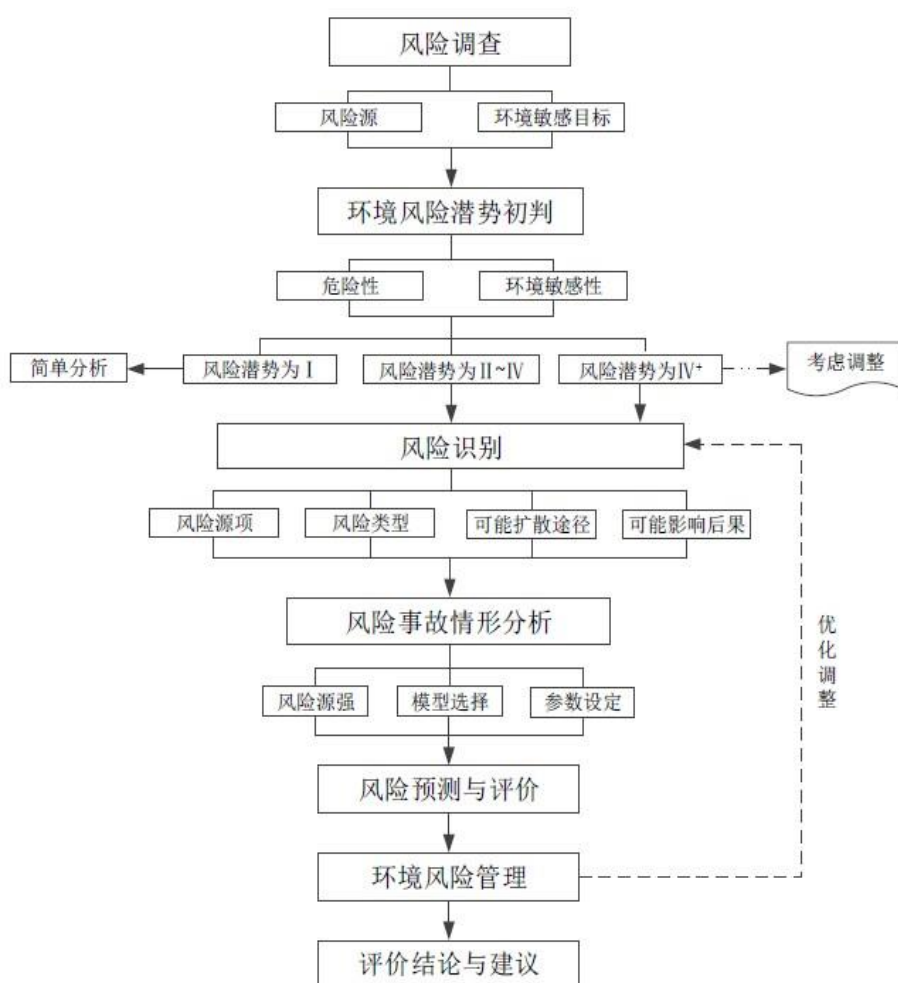 风险调查
风险源
环境敏感目标
环境风险潜势初判
危险性
环境敏感性
简单分析
风险潜势为Ⅰ
风险潜势为Ⅱ~Ⅳ
风险潜势为Ⅳ⁺
考虑调整
风险识别
风险源项
风险类型
可能扩散途径
可能影响后果
风险事故情形分析
优化调整
风险源强
模型选择
参数设定
风险预测与评价
环境风险管理
评价结论与建议